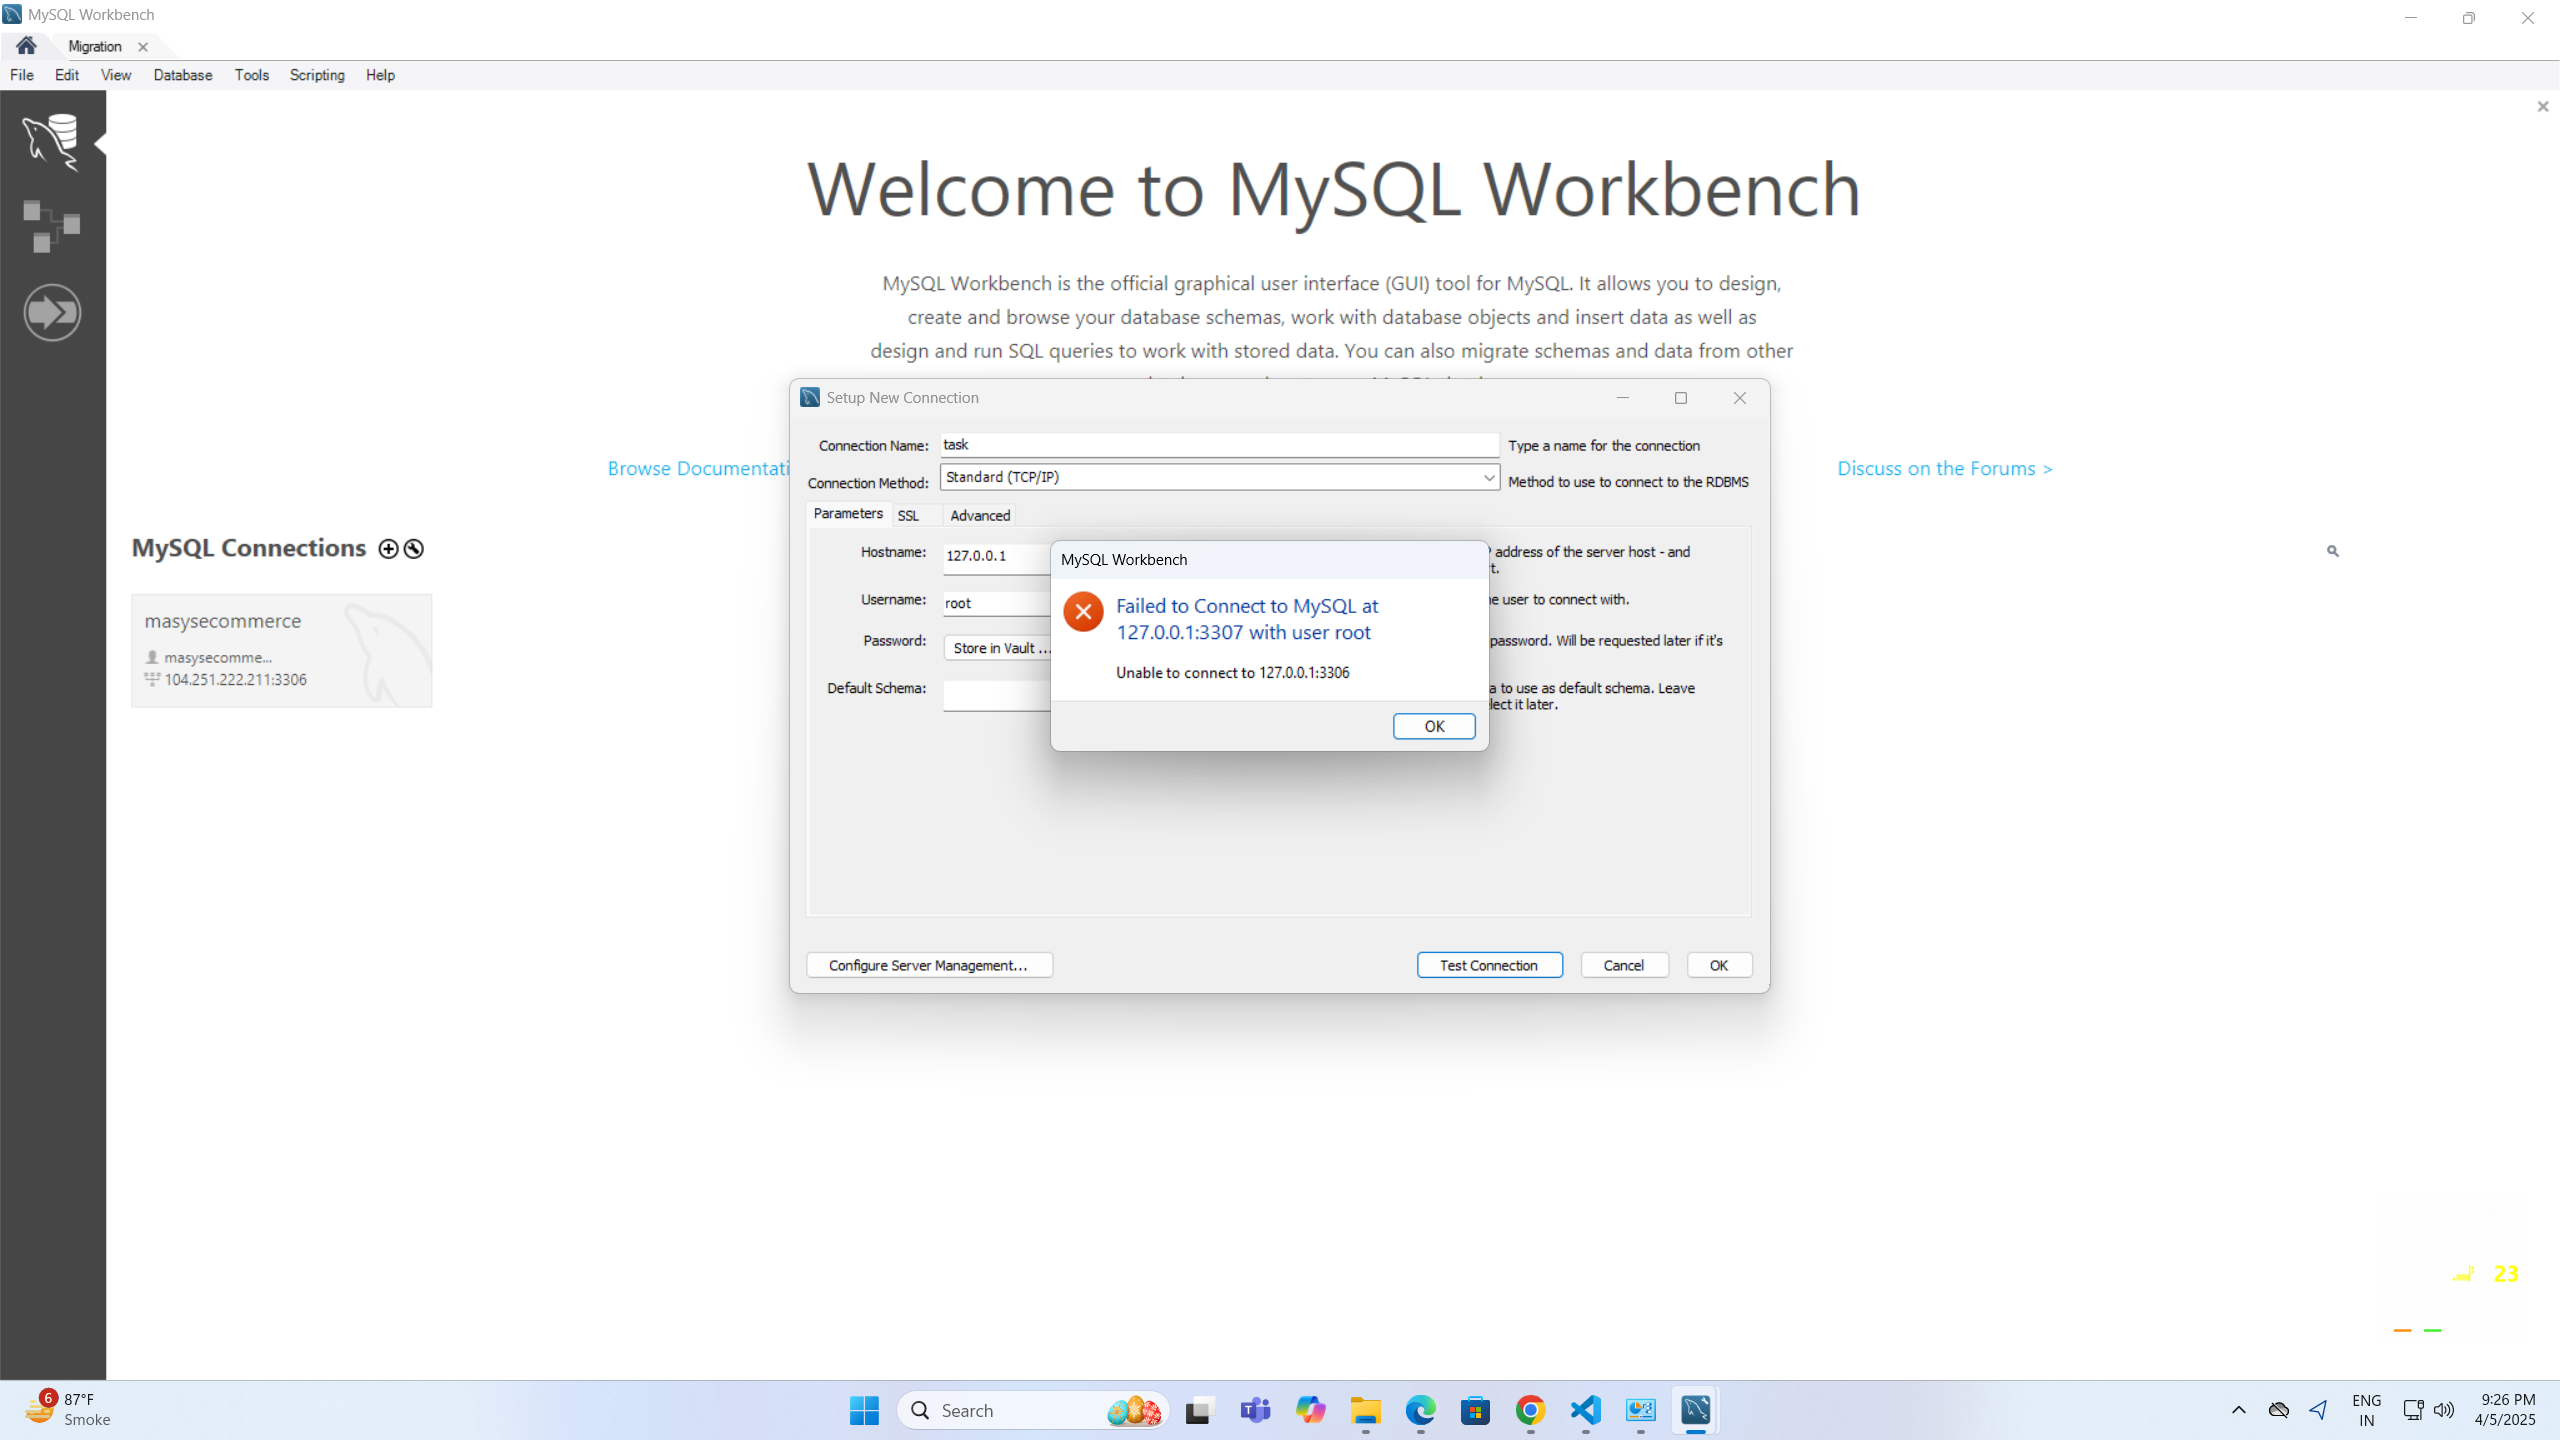 MySQL Workbench
Migration
File Edit View Database Tools Scripting Help
Welcome to MySQL Workbench
MySQL Workbench is the official graphical user interface (GUI) tool for MySQL. It allows you to design,
create and browse your database schemas, work with database objects and insert data as well as
design and run SQL queries to work with stored data. You can also migrate schemas and data from other
Browse Documentati
Discuss on the Forums >
MySQL Connections
masysecommerce
masysecomme...
104.251.222.211:3306
Setup New Connection
Connection Name: task Type a name for the connection
Connection Method: Standard (TCP/IP) Method to use to connect to the RDBMS
Parameters SSL Advanced
Hostname: 127.0.0.1 address of the server host - and
t.
Username: root e user to connect with.
Password: Store in Vault ... password. Will be requested later if it's
Default Schema: a to use as default schema. Leave
lect it later.
MySQL Workbench
Failed to Connect to MySQL at
127.0.0.1:3307 with user root
Unable to connect to 127.0.0.1:3306
OK
Configure Server Management... Test Connection Cancel OK
23
6 87°F
Smoke
Search
ENG
IN
9:26 PM
4/5/2025